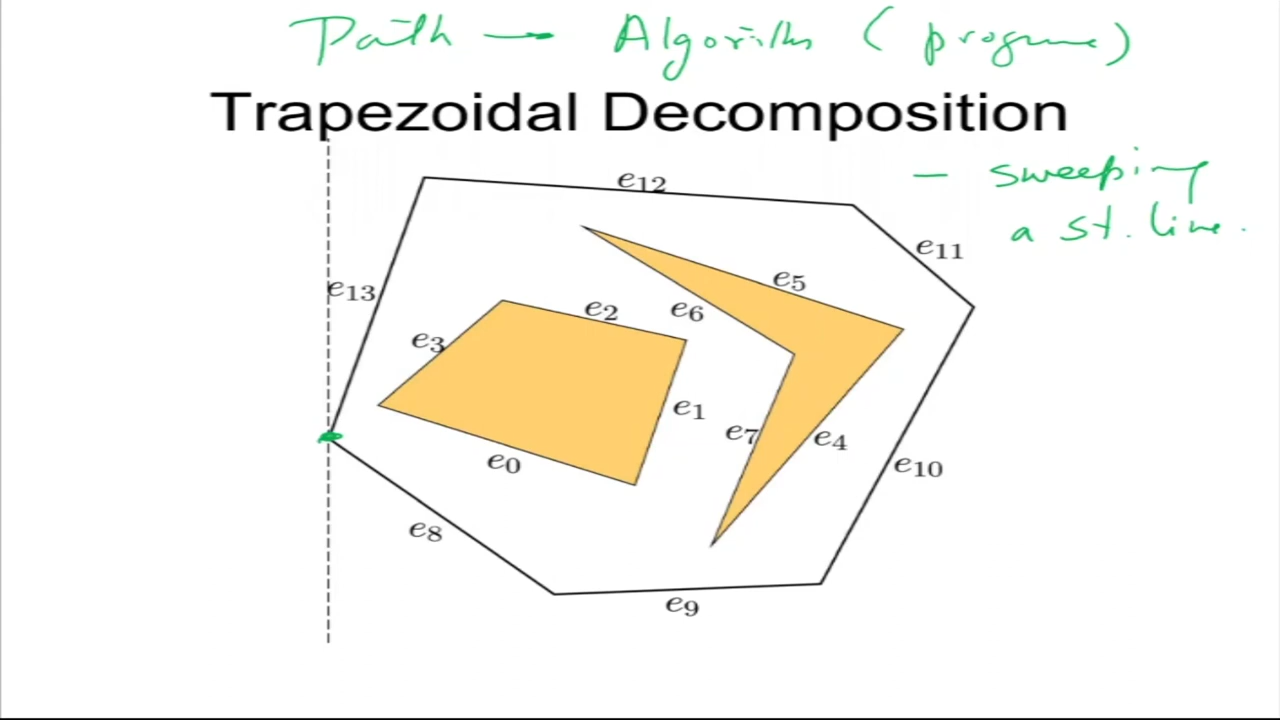 Path → Algorithm (program)
Trapezoidal Decomposition
- sweeping
a st. line.
e12
e11
e13
e5
e2
e6
e3
e1
e7
e4
e0
e10
e8
e9